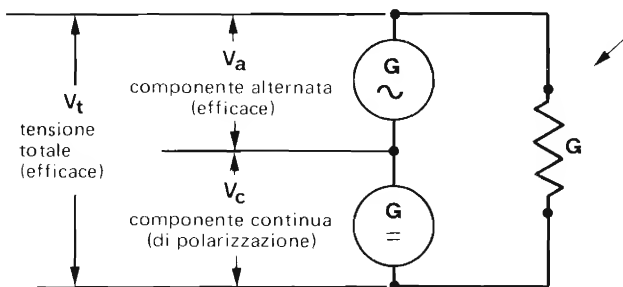 Va
componente alternata
(efficace)
Vt
tensione
totale
(efficace)
Vc
componente continua
(di polarizzazione)
G
∼
G
=
G